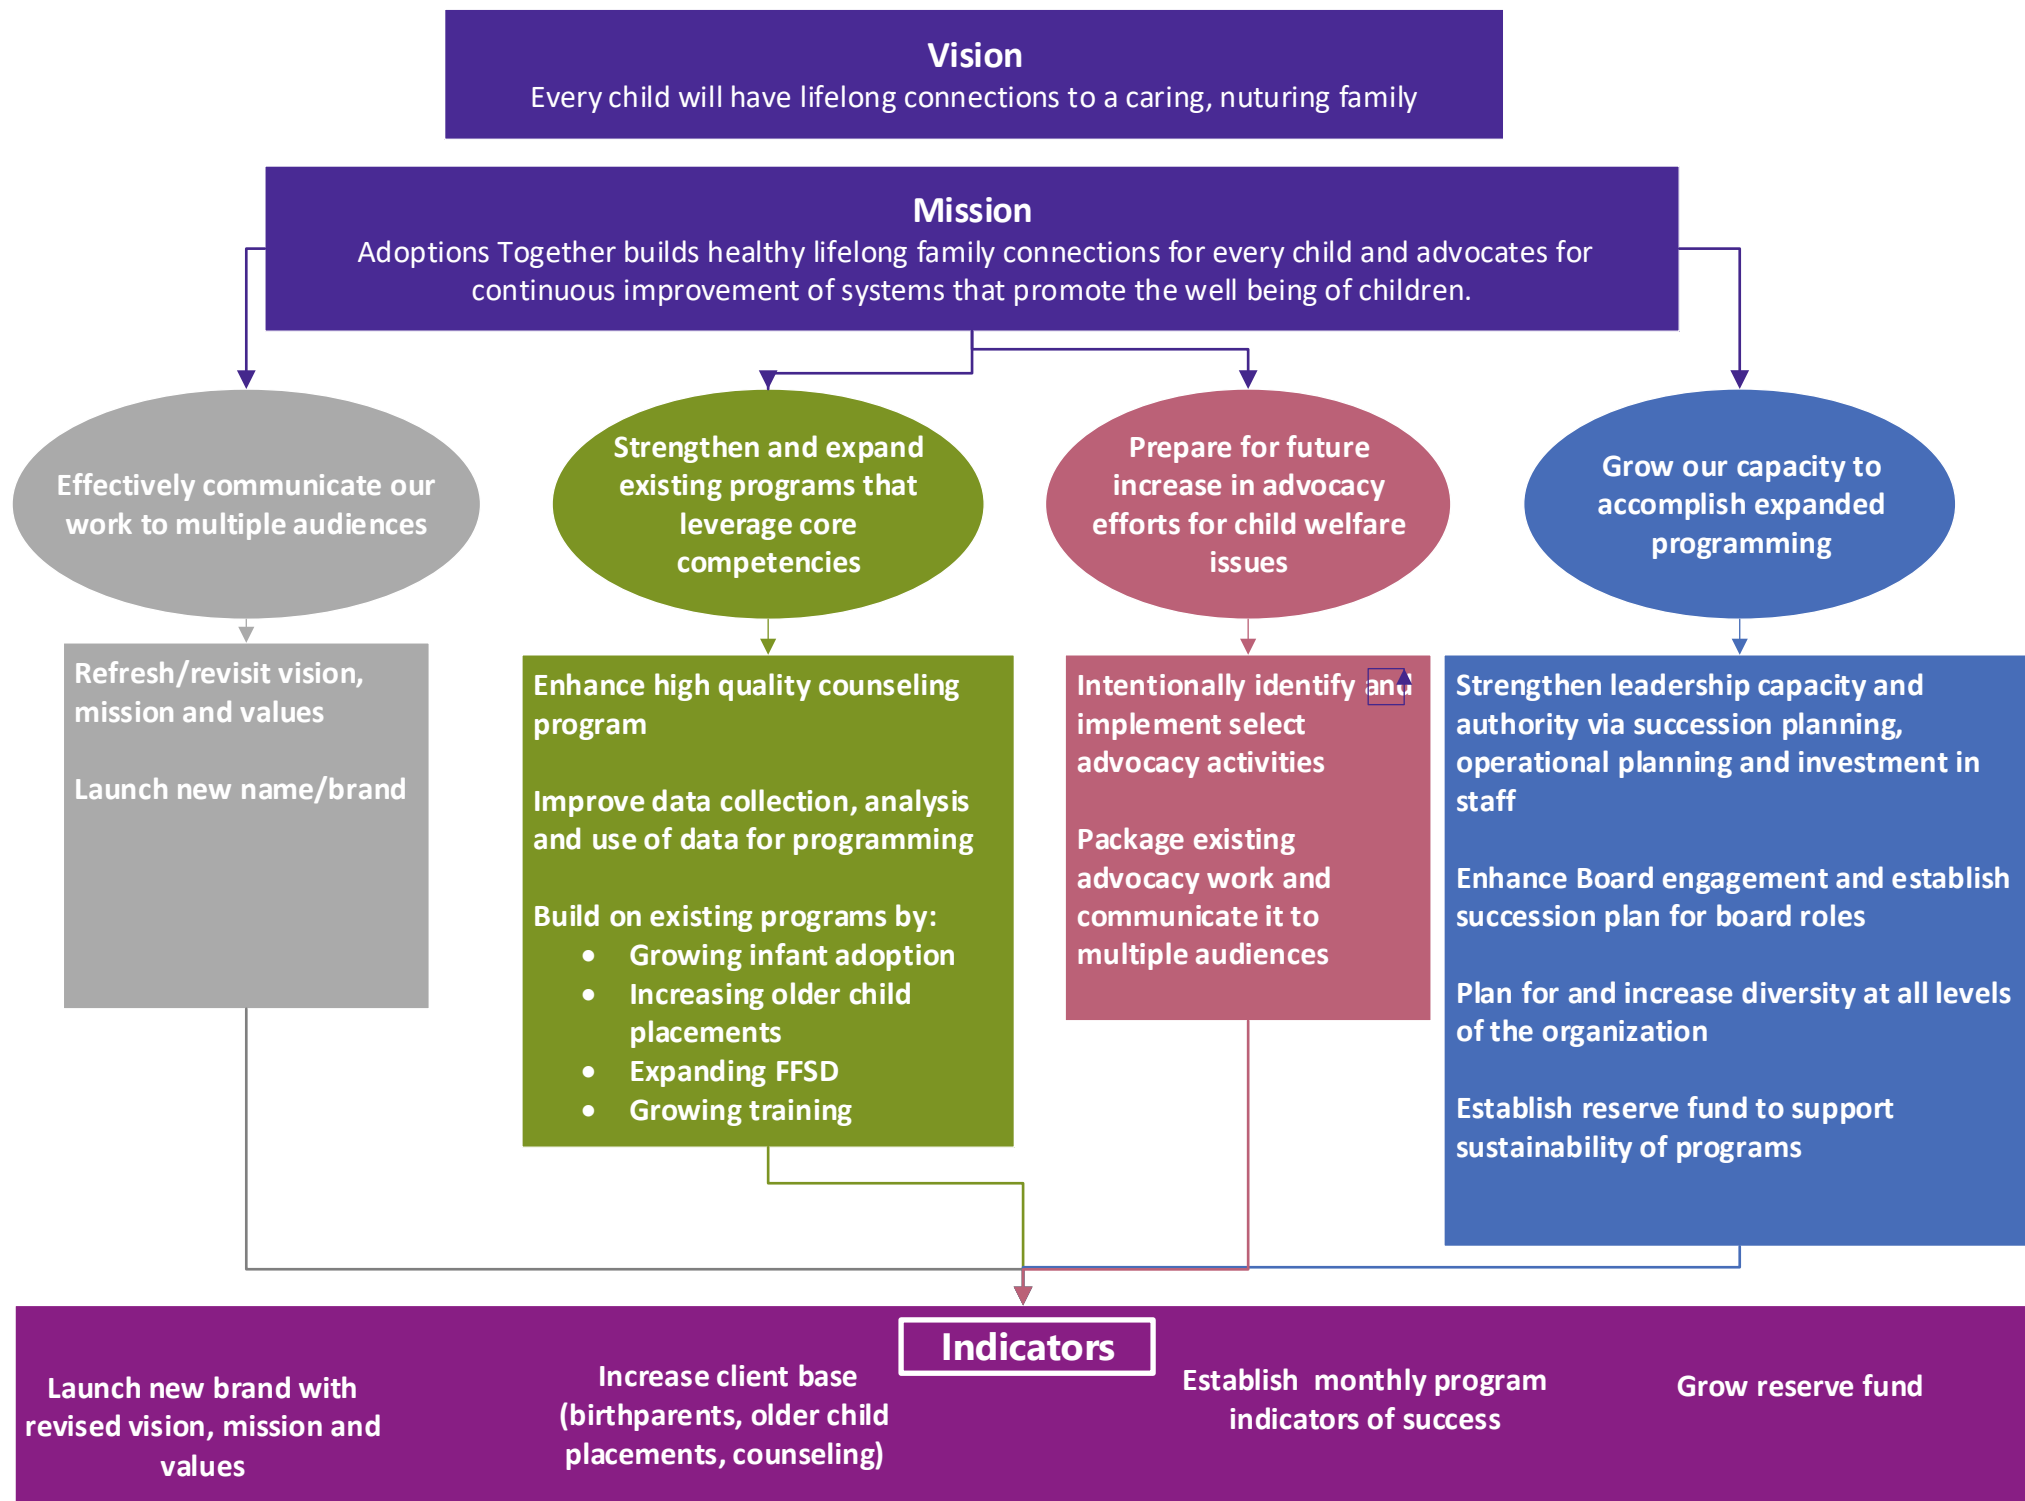 Vision
Every child will have lifelong connections to a caring, nuturing family
Mission
Adoptions Together builds healthy lifelong family connections for every child and advocates for
continuous improvement of systems that promote the well being of children.
Effectively communicate our
work to multiple audiences
Strengthen and expand
existing programs that
leverage core
competencies
Prepare for future
increase in advocacy
efforts for child welfare
issues
Grow our capacity to
accomplish expanded
programming
Refresh/revisit vision,
mission and values
Launch new name/brand
Enhance high quality counseling
program
Improve data collection, analysis
and use of data for programming
Build on existing programs by:
• Growing infant adoption
• Increasing older child
placements
• Expanding FFSD
• Growing training
Intentionally identify and
implement select
advocacy activities
Package existing
advocacy work and
communicate it to
multiple audiences
Strengthen leadership capacity and
authority via succession planning,
operational planning and investment in
staff
Enhance Board engagement and establish
succession plan for board roles
Plan for and increase diversity at all levels
of the organization
Establish reserve fund to support
sustainability of programs
Indicators
Launch new brand with
revised vision, mission and
values
Increase client base
(birthparents, older child
placements, counseling)
Establish monthly program
indicators of success
Grow reserve fund